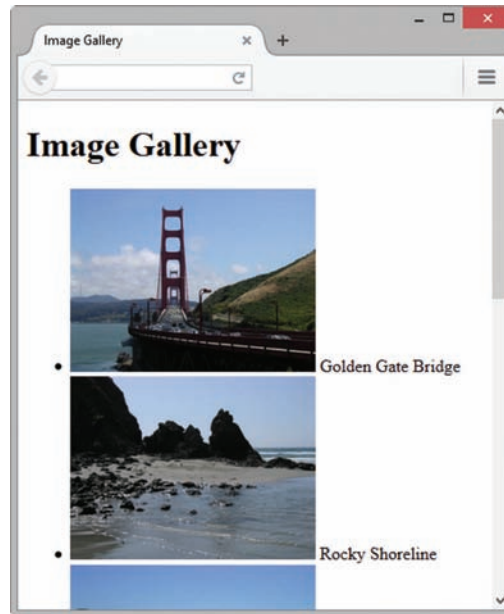 Image Gallery
Image Gallery
Golden Gate Bridge
Rocky Shoreline